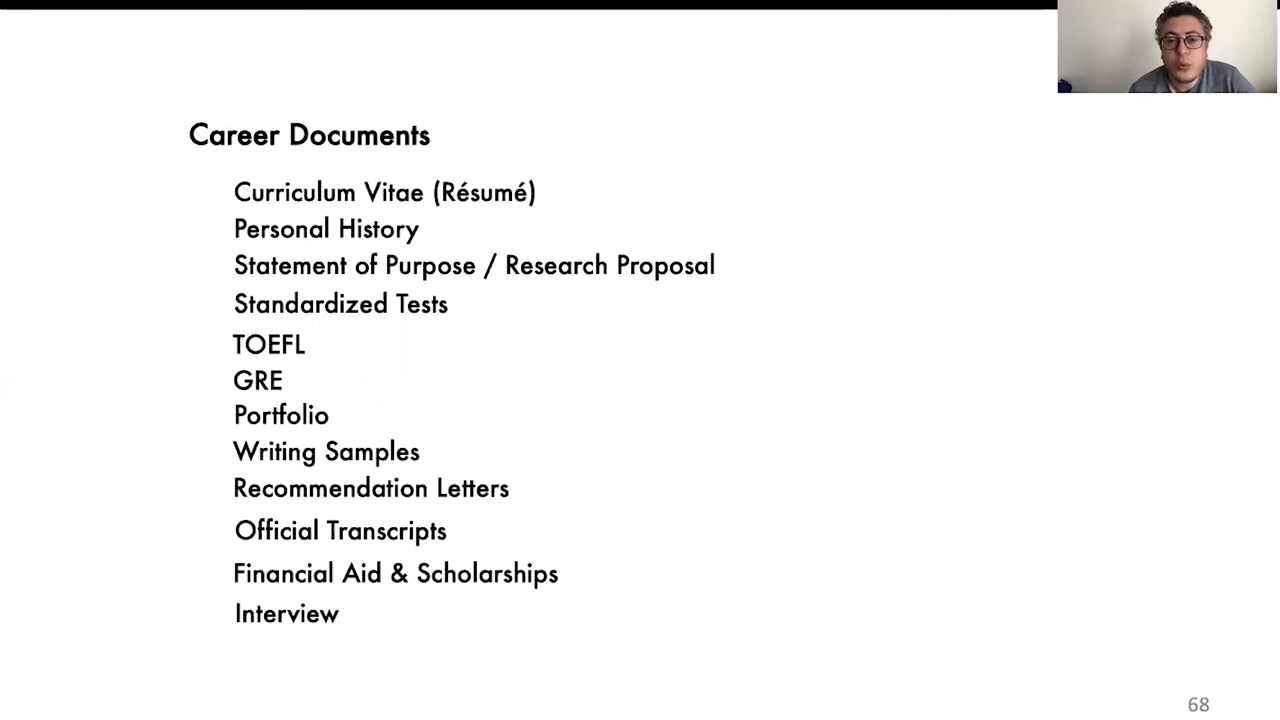 Career Documents
Curriculum Vitae (Résumé)
Personal History
Statement of Purpose / Research Proposal
Standardized Tests
TOEFL
GRE
Portfolio
Writing Samples
Recommendation Letters
Official Transcripts
Financial Aid & Scholarships
Interview
68